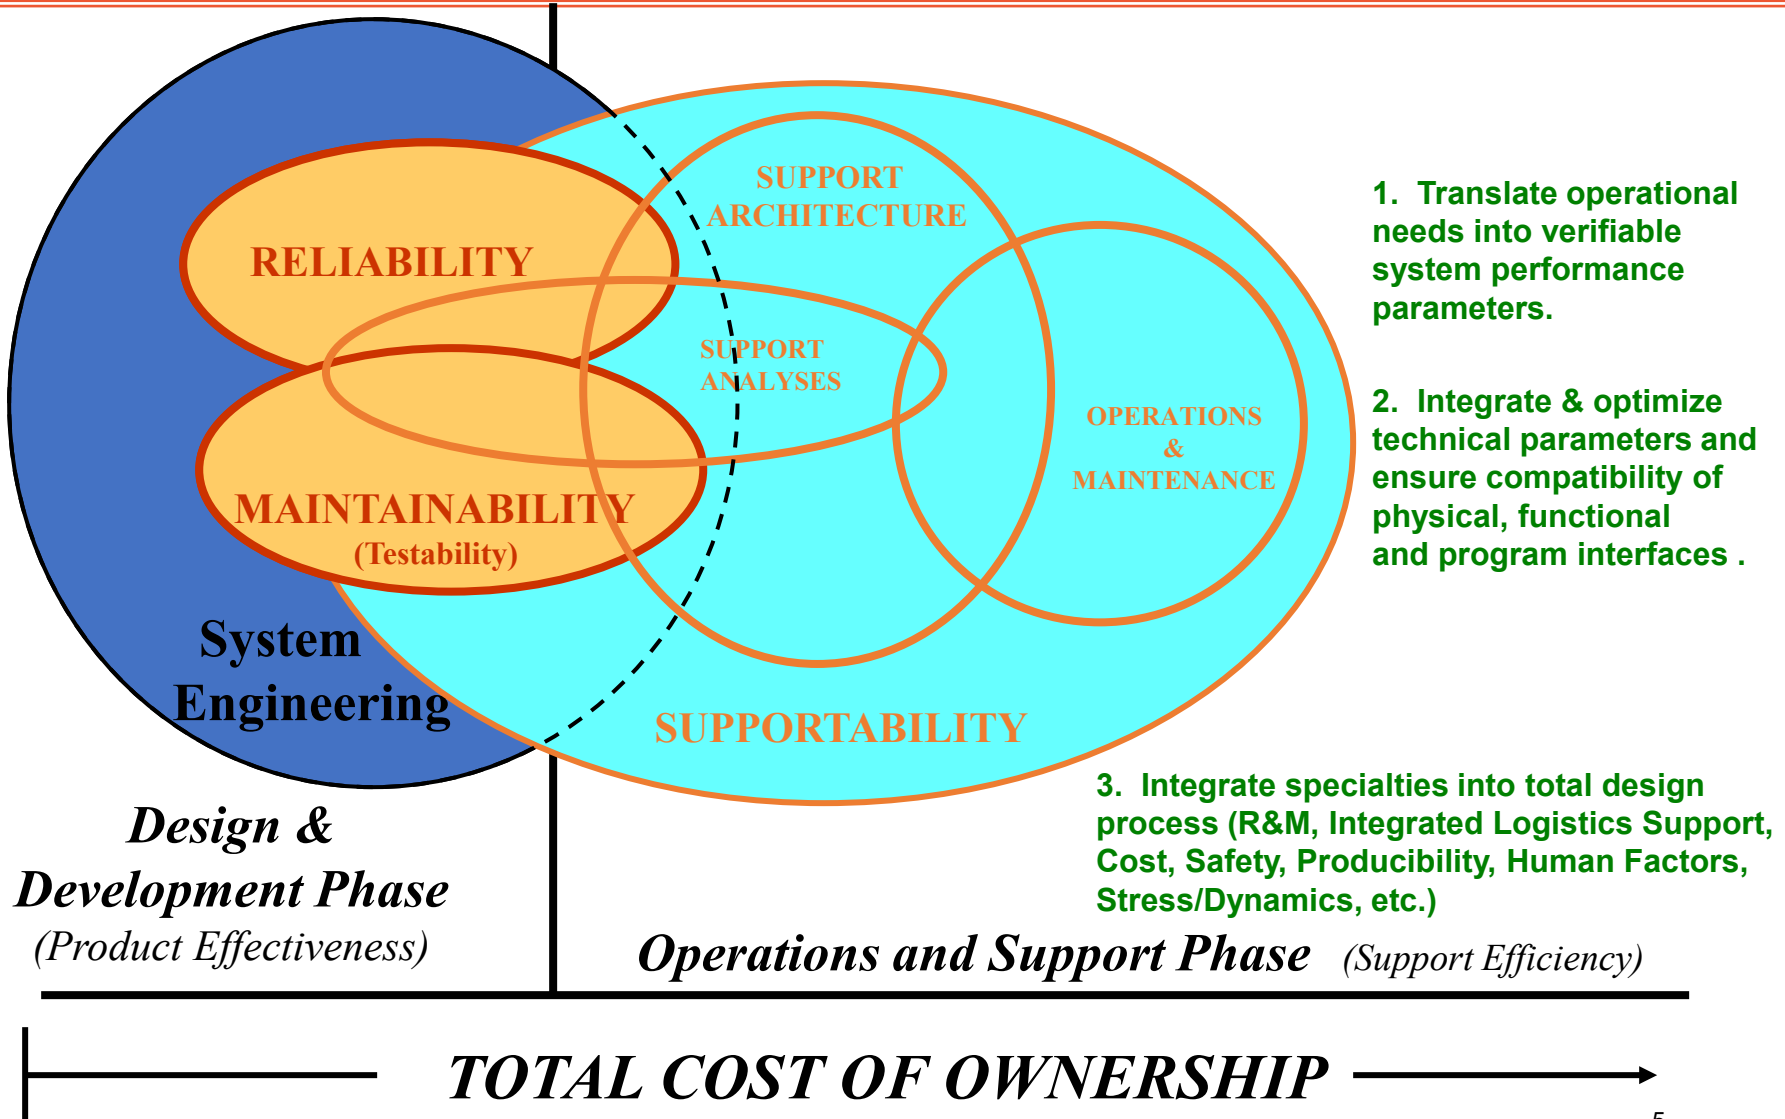 SUPPORT
ARCHITECTURE
RELIABILITY
SUPPORT
ANALYSES
OPERATIONS
&
MAINTENANCE
MAINTAINABILITY
(Testability)
System
Engineering
SUPPORTABILITY
1. Translate operational
needs into verifiable
system performance
parameters.
2. Integrate & optimize
technical parameters and
ensure compatibility of
physical, functional
and program interfaces .
3. Integrate specialties into total design
process (R&M, Integrated Logistics Support,
Cost, Safety, Producibility, Human Factors,
Stress/Dynamics, etc.)
Design &
Development Phase
(Product Effectiveness)
Operations and Support Phase (Support Efficiency)
TOTAL COST OF OWNERSHIP
5